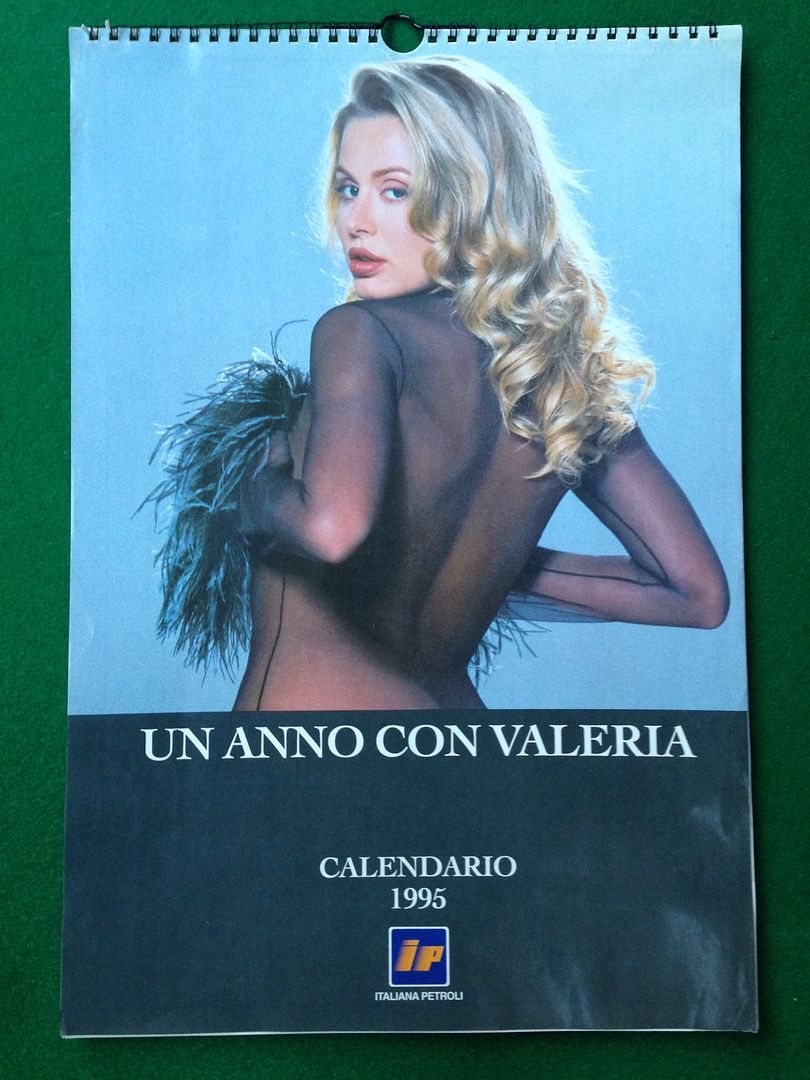 UN ANNO CON VALERIA
CALENDARIO
1995
iP
ITALIANA PETROLI